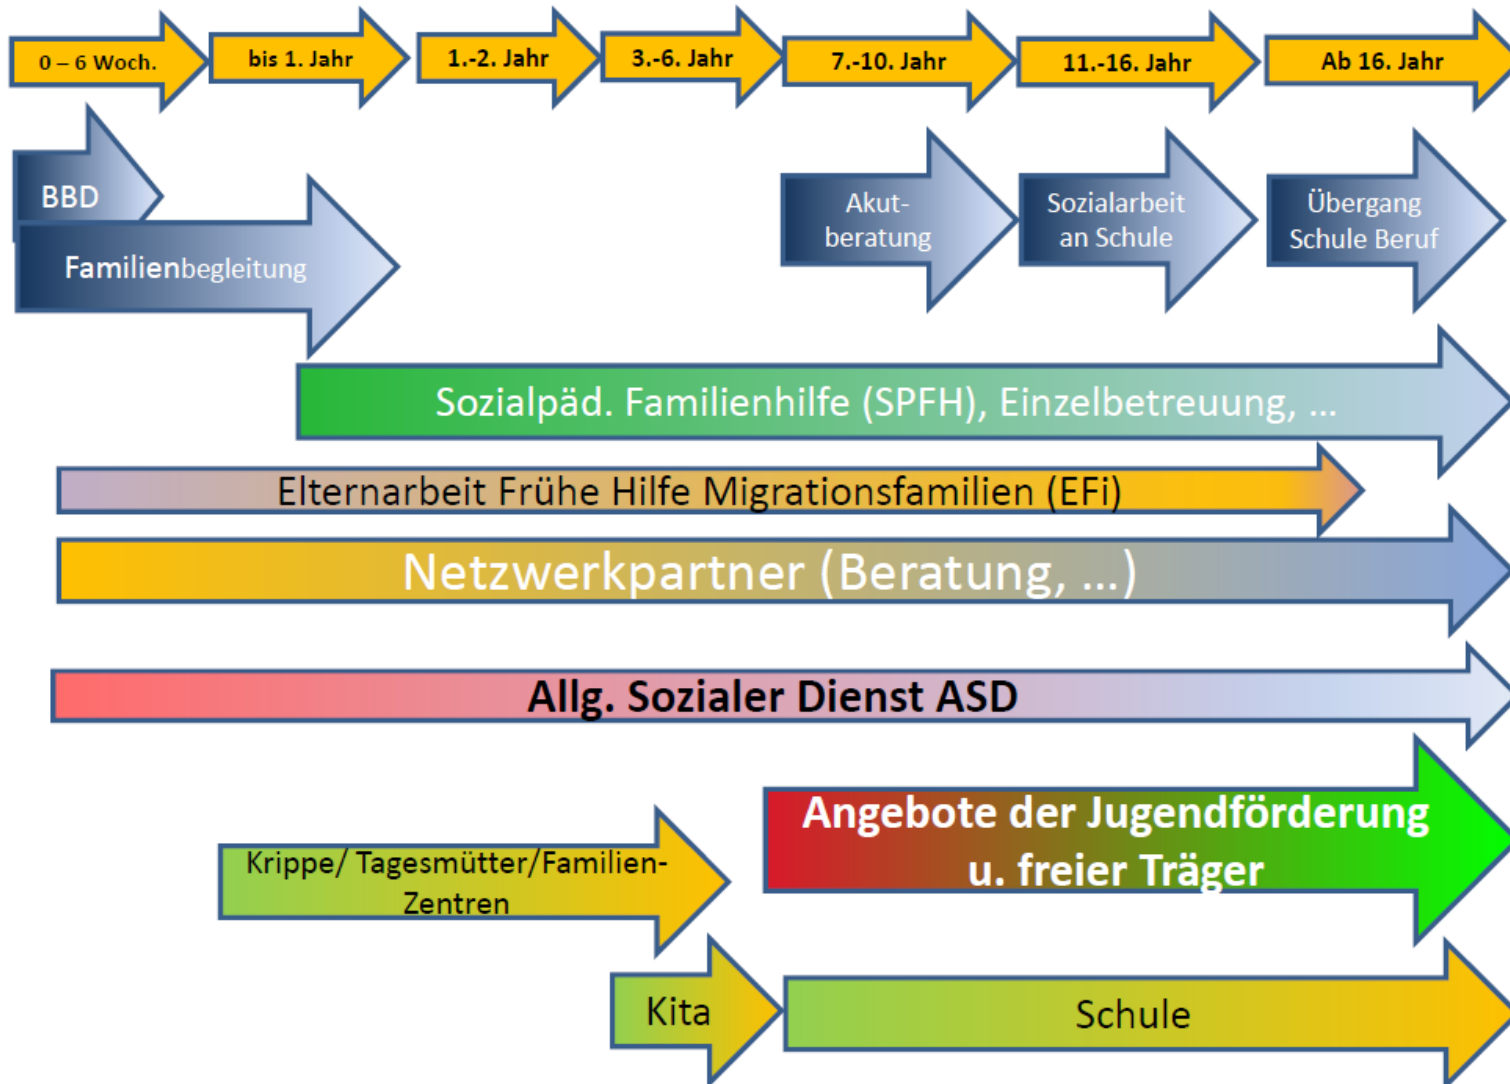 0 – 6 Woch.
bis 1. Jahr
1.-2. Jahr
3.-6. Jahr
7.-10. Jahr
11.-16. Jahr
Ab 16. Jahr
BBD
Familienbegleitung
Akut-
beratung
Sozialarbeit
an Schule
Übergang
Schule Beruf
Sozialpäd. Familienhilfe (SPFH), Einzelbetreuung, ...
Elternarbeit Frühe Hilfe Migrationsfamilien (EFi)
Netzwerkpartner (Beratung, ...)
Allg. Sozialer Dienst ASD
Angebote der Jugendförderung
u. freier Träger
Krippe/ Tagesmütter/Familien-
Zentren
Kita
Schule